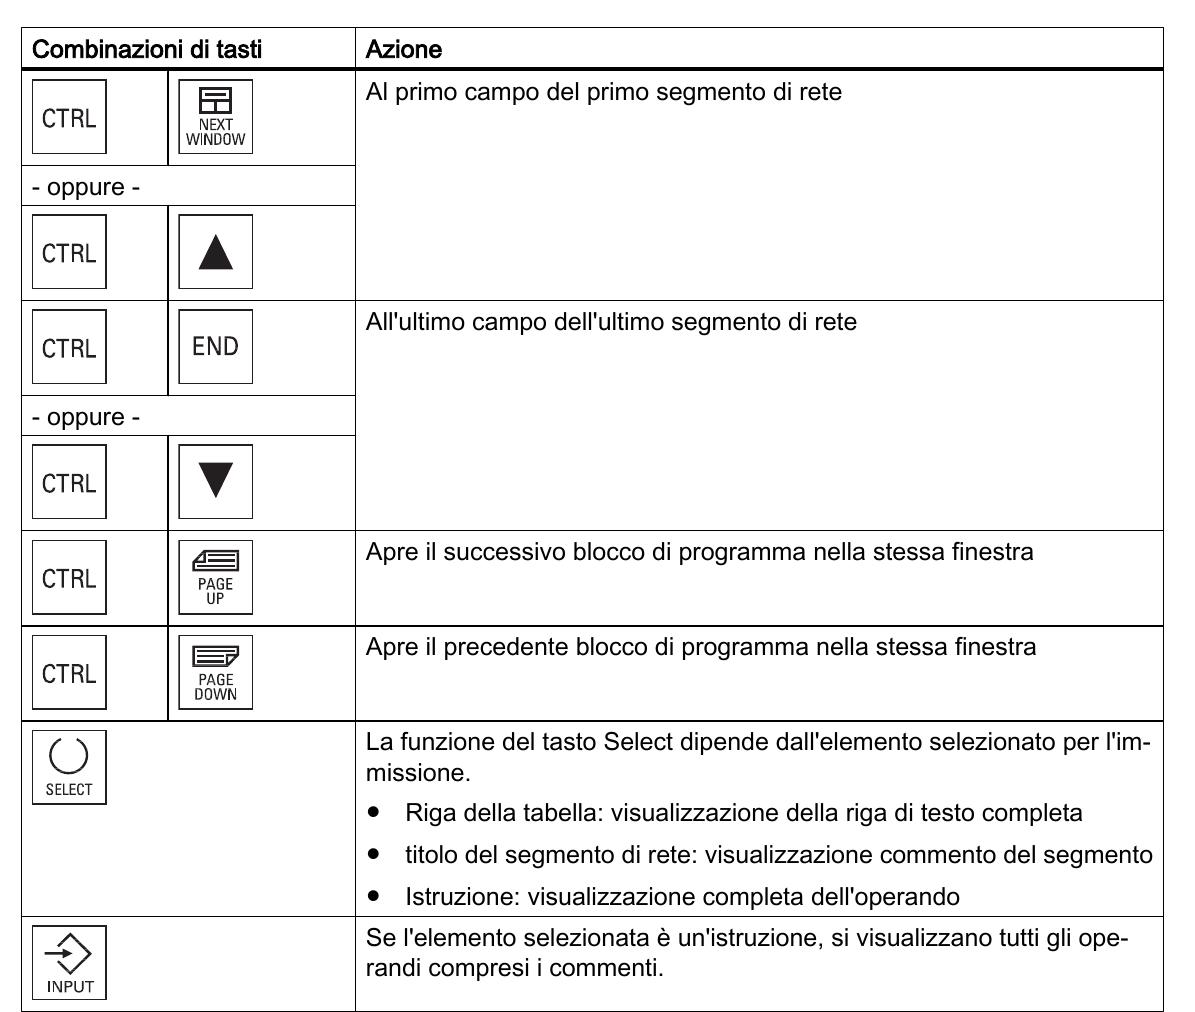 Combinazioni di tasti Azione
CTRL NEXT WINDOW Al primo campo del primo segmento di rete
- oppure -
CTRL ▲
CTRL END All'ultimo campo dell'ultimo segmento di rete
- oppure -
CTRL ▼
CTRL PAGE UP Apre il successivo blocco di programma nella stessa finestra
CTRL PAGE DOWN Apre il precedente blocco di programma nella stessa finestra
SELECT La funzione del tasto Select dipende dall'elemento selezionato per l'im-
missione.
● Riga della tabella: visualizzazione della riga di testo completa
● titolo del segmento di rete: visualizzazione commento del segmento
● Istruzione: visualizzazione completa dell'operando
INPUT Se l'elemento selezionata è un'istruzione, si visualizzano tutti gli ope-
randi compresi i commenti.